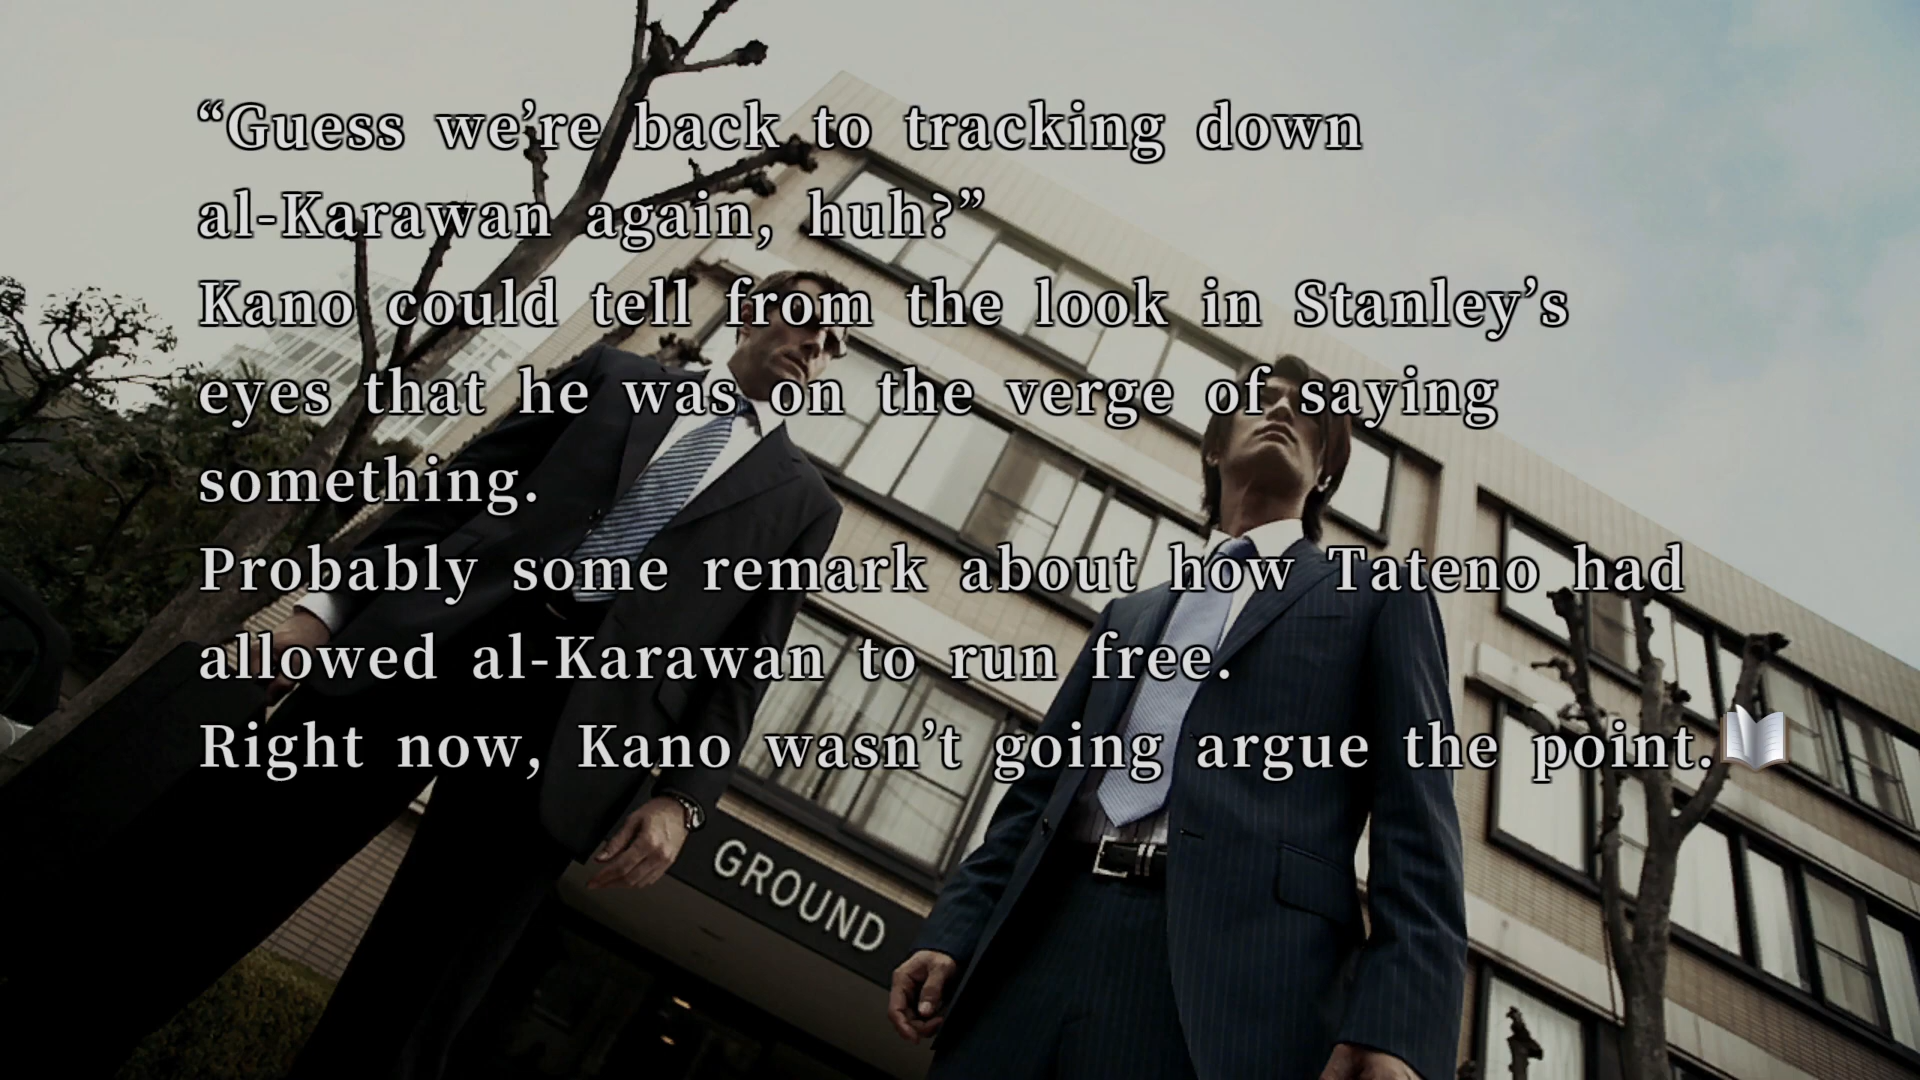 “Guess we’re back to tracking down
al-Karawan again, huh?”
Kano could tell from the look in Stanley’s
eyes that he was on the verge of saying
something.
Probably some remark about how Tateno had
allowed al-Karawan to run free.
Right now, Kano wasn’t going argue the point.
GROUND